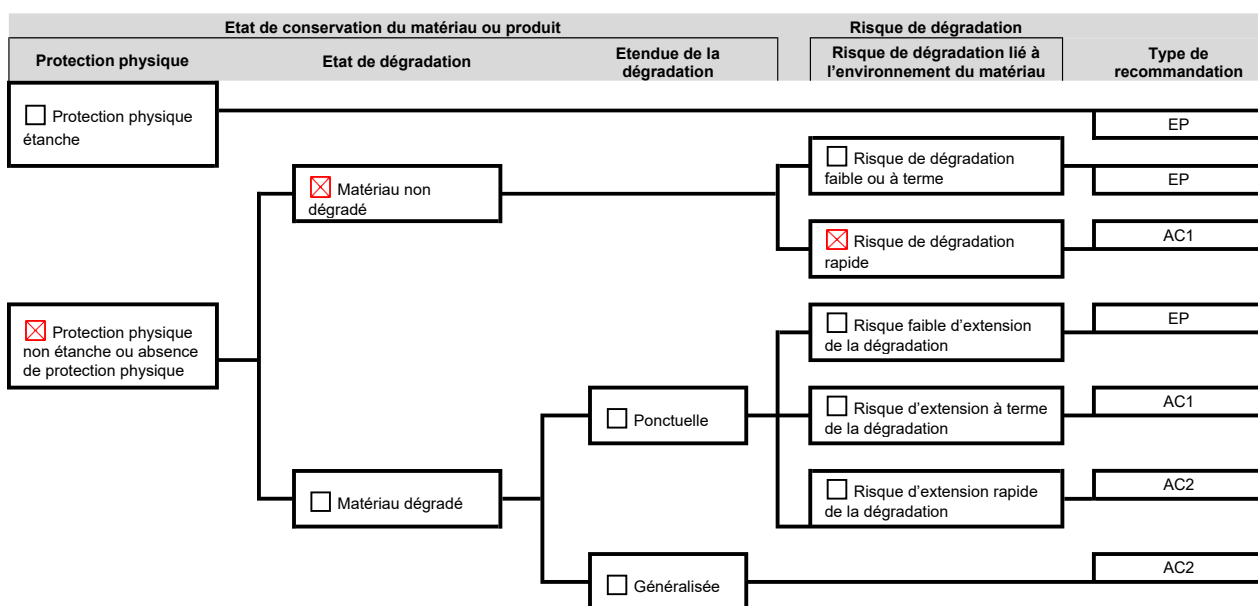 Etat de conservation du matériau ou produit
Risque de dégradation
Protection physique
Etat de dégradation
Etendue de la
dégradation
Risque de dégradation lié à
l'environnement du matériau
Type de
recommandation
Protection physique
étanche
EP
Matériau non
dégradé
Risque de dégradation
faible ou à terme
EP
Risque de dégradation
rapide
AC1
Protection physique
non étanche ou absence
de protection physique
Risque faible d'extension
de la dégradation
EP
Ponctuelle
Risque d'extension à terme
de la dégradation
AC1
Matériau dégradé
Risque d'extension rapide
de la dégradation
AC2
Généralisée
AC2